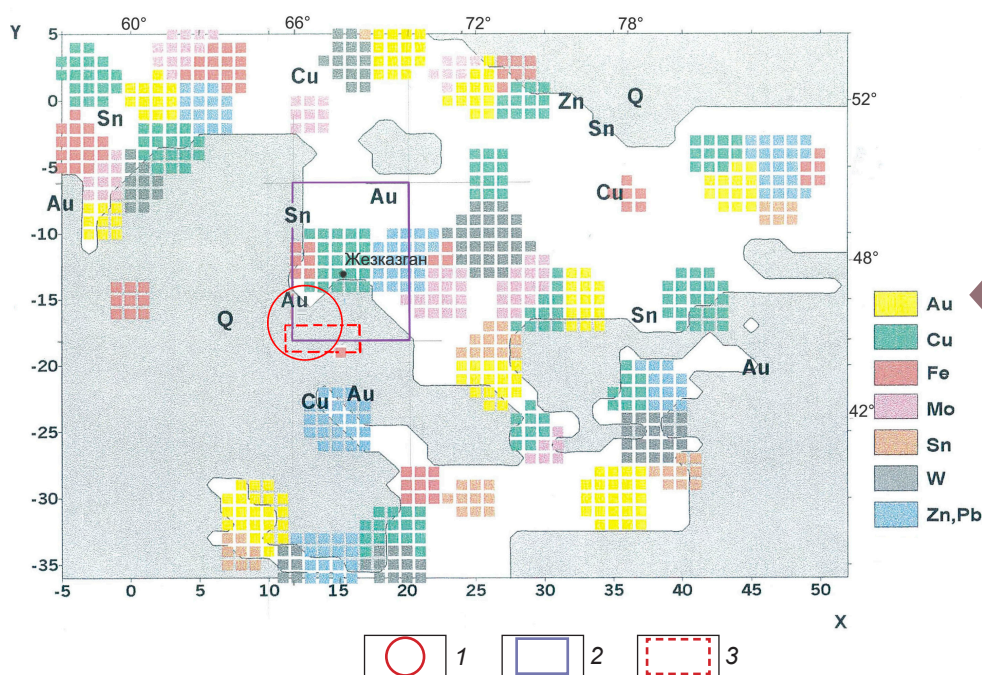 60° 66° 72° 78°
Y
5
0
-5
-10
-15
-20
-25
-30
-35
52°
48°
42°
Cu
Zn
Q
Sn
Sn
Au
Au
Cu
Sn
Жезказган
Au
Q
Sn
Au
Cu
Au
-5 0 5 10 15 20 25 30 35 40 45 50
X
Au
Cu
Fe
Mo
Sn
W
Zn,Pb
1 2 3